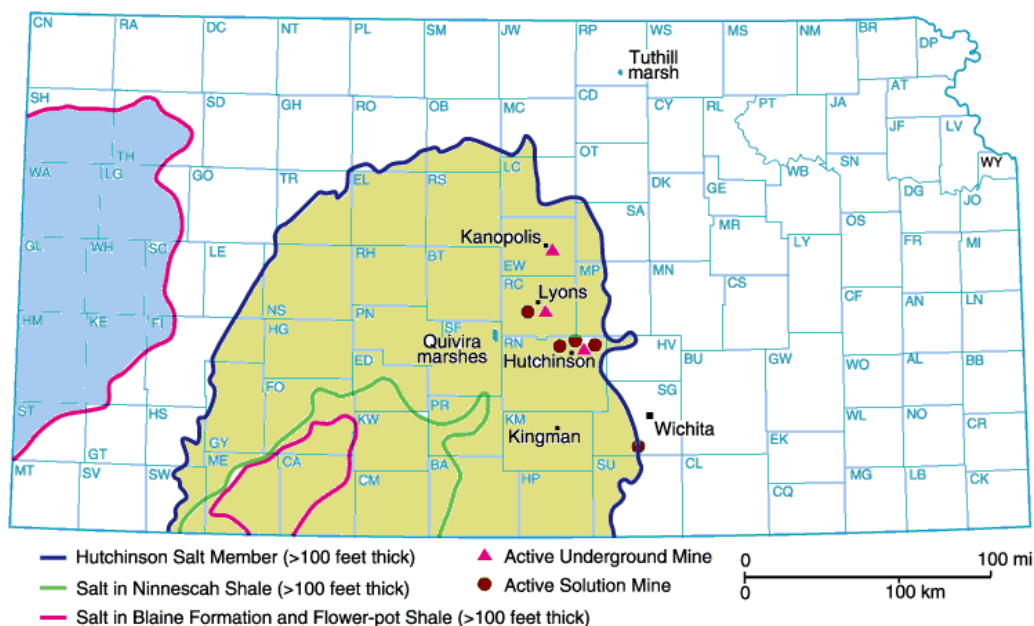 CN RA DC NT PL SM JW RP WS MS NM BR DP
Tuthill
marsh
SH SD GH RO OB MC CD CY RL PT JA AT JF LV WY
TH OT SN
WA LG GO TR EL RS LC DK GE WB DG JO
SA MR OS
GL WH SC LE RH BT Kanopolis EW MP MN LY FR MI
RC CS
Lyons
HM KE FI NS PN SF CF AN LN
HG Quivira
marshes
RN Hutchinson HV BU GW WO AL BB
ED
FO SG
ST HS PR KW KM Kingman Wichita WL NO CR
GY EK
MT GT SV SW ME CA CM BA HP SU CL MG LB CK
CQ
Hutchinson Salt Member (>100 feet thick)
Salt in Ninnescah Shale (>100 feet thick)
Salt in Blaine Formation and Flower-pot Shale (>100 feet thick)
Active Underground Mine
Active Solution Mine
0 100 mi
0 100 km